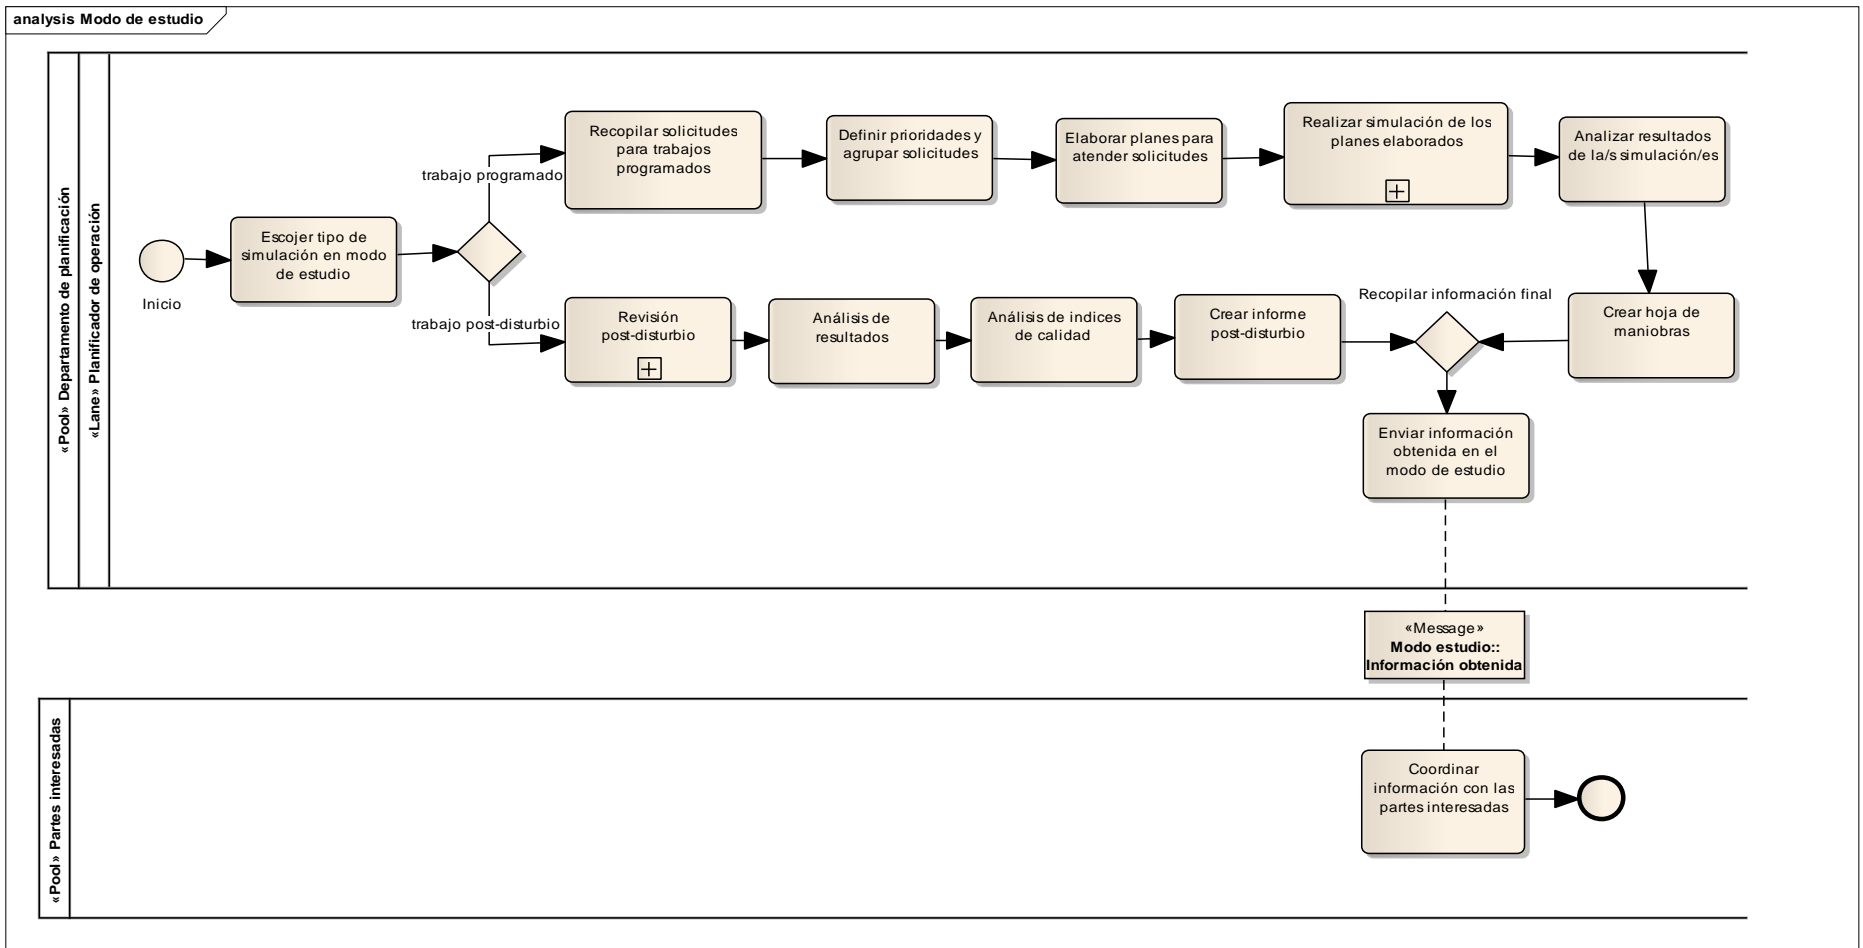 analysis Modo de estudio
«Pool» Departamento de planificación
«Lane» Planificador de operación
Inicio
Escojer tipo de
simulación en modo
de estudio
trabajo programado
trabajo post-disturbio
Recopilar solicitudes
para trabajos
programados
Definir prioridades y
agrupar solicitudes
Elaborar planes para
atender solicitudes
Realizar simulación de los
planes elaborados
Analizar resultados
de la/s simulación/es
Revisión
post-disturbio
Análisis de
resultados
Análisis de indices
de calidad
Crear informe
post-disturbio
Recopilar información final
Crear hoja de
maniobras
Enviar información
obtenida en el
modo de estudio
«Message»
Modo estudio::
Información obtenida
«Pool» Partes interesadas
Coordinar
información con las
partes interesadas